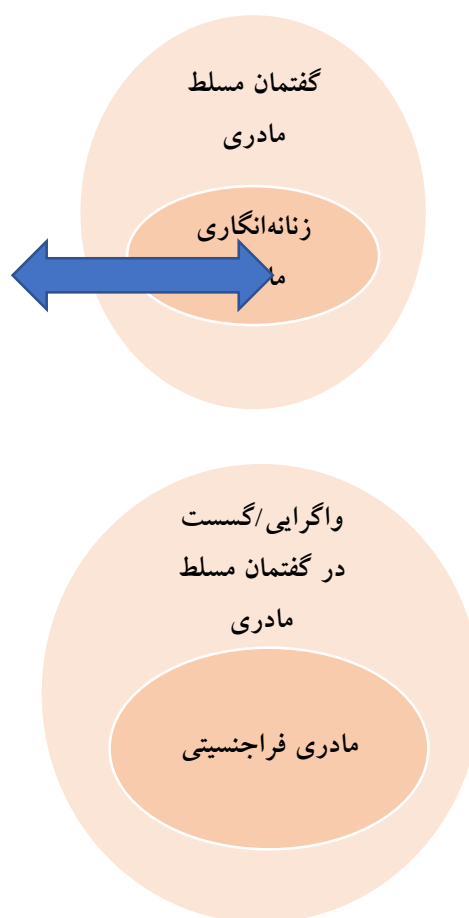 گفتمان مسلط
مادری
زنانه‌انگاری
واگرایی/گسست
در گفتمان مسلط
مادری
مادری فراجنسیتی